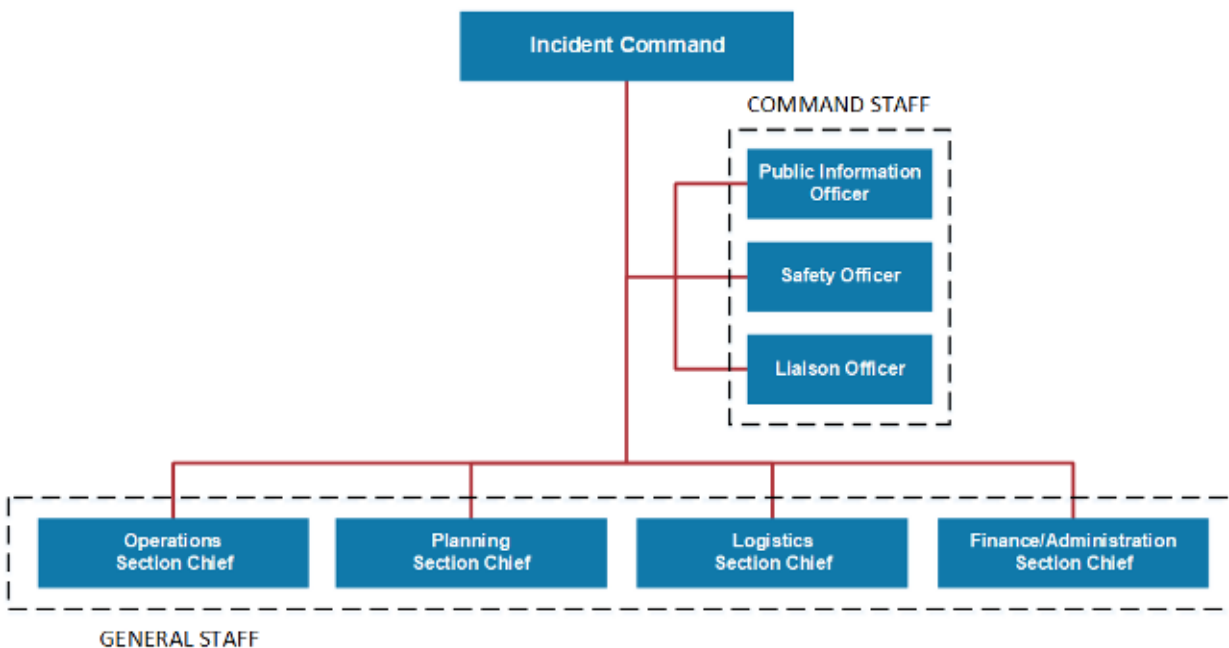 Incident Command
COMMAND STAFF
Public Information
Officer
Safety Officer
Liaison Officer
Operations
Section Chief
Planning
Section Chief
Logistics
Section Chief
Finance/Administration
Section Chief
GENERAL STAFF